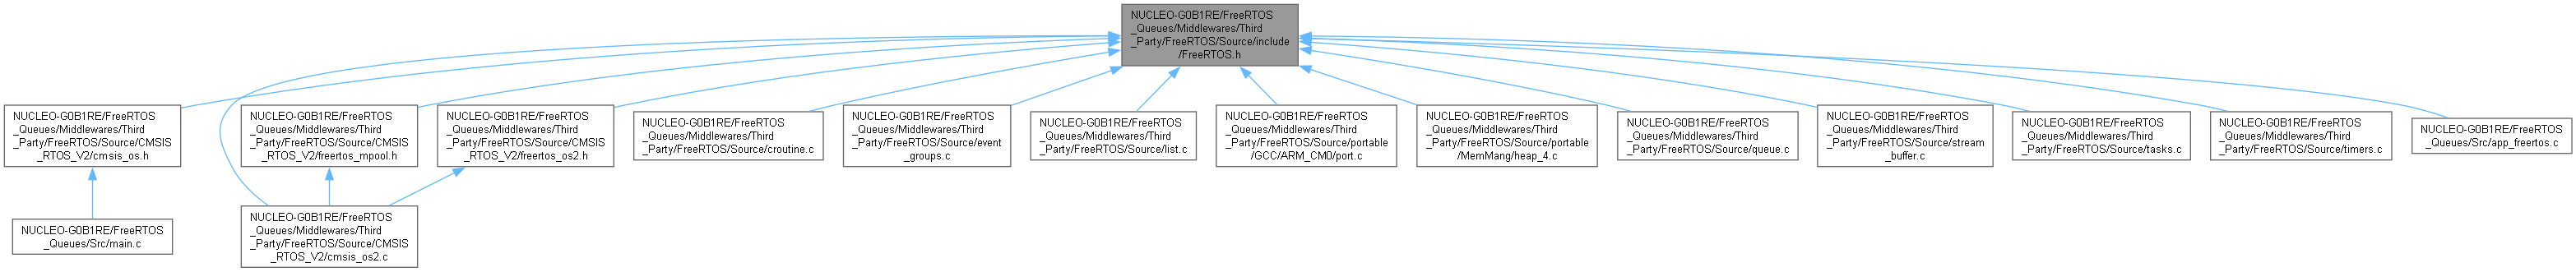 NUCLEO-G0B1RE/FreeRTOS
_Queues/Middlewares/Third
_Party/FreeRTOS/Source/include
/FreeRTOS.h
NUCLEO-G0B1RE/FreeRTOS
_Queues/Middlewares/Third
_Party/FreeRTOS/Source/CMSIS
_RTOS_V2/cmsis_os.h
NUCLEO-G0B1RE/FreeRTOS
_Queues/Middlewares/Third
_Party/FreeRTOS/Source/CMSIS
_RTOS_V2/freertos_mpool.h
NUCLEO-G0B1RE/FreeRTOS
_Queues/Middlewares/Third
_Party/FreeRTOS/Source/CMSIS
_RTOS_V2/freertos_os2.h
NUCLEO-G0B1RE/FreeRTOS
_Queues/Middlewares/Third
_Party/FreeRTOS/Source/croutine.c
NUCLEO-G0B1RE/FreeRTOS
_Queues/Middlewares/Third
_Party/FreeRTOS/Source/event
_groups.c
NUCLEO-G0B1RE/FreeRTOS
_Queues/Middlewares/Third
_Party/FreeRTOS/Source/list.c
NUCLEO-G0B1RE/FreeRTOS
_Queues/Middlewares/Third
_Party/FreeRTOS/Source/portable
/GCC/ARM_CM0/port.c
NUCLEO-G0B1RE/FreeRTOS
_Queues/Middlewares/Third
_Party/FreeRTOS/Source/portable
/MemMang/heap_4.c
NUCLEO-G0B1RE/FreeRTOS
_Queues/Middlewares/Third
_Party/FreeRTOS/Source/queue.c
NUCLEO-G0B1RE/FreeRTOS
_Queues/Middlewares/Third
_Party/FreeRTOS/Source/stream
_buffer.c
NUCLEO-G0B1RE/FreeRTOS
_Queues/Middlewares/Third
_Party/FreeRTOS/Source/tasks.c
NUCLEO-G0B1RE/FreeRTOS
_Queues/Middlewares/Third
_Party/FreeRTOS/Source/timers.c
NUCLEO-G0B1RE/FreeRTOS
_Queues/Src/app_freertos.c
NUCLEO-G0B1RE/FreeRTOS
_Queues/Src/main.c
NUCLEO-G0B1RE/FreeRTOS
_Queues/Middlewares/Third
_Party/FreeRTOS/Source/CMSIS
_RTOS_V2/cmsis_os2.c